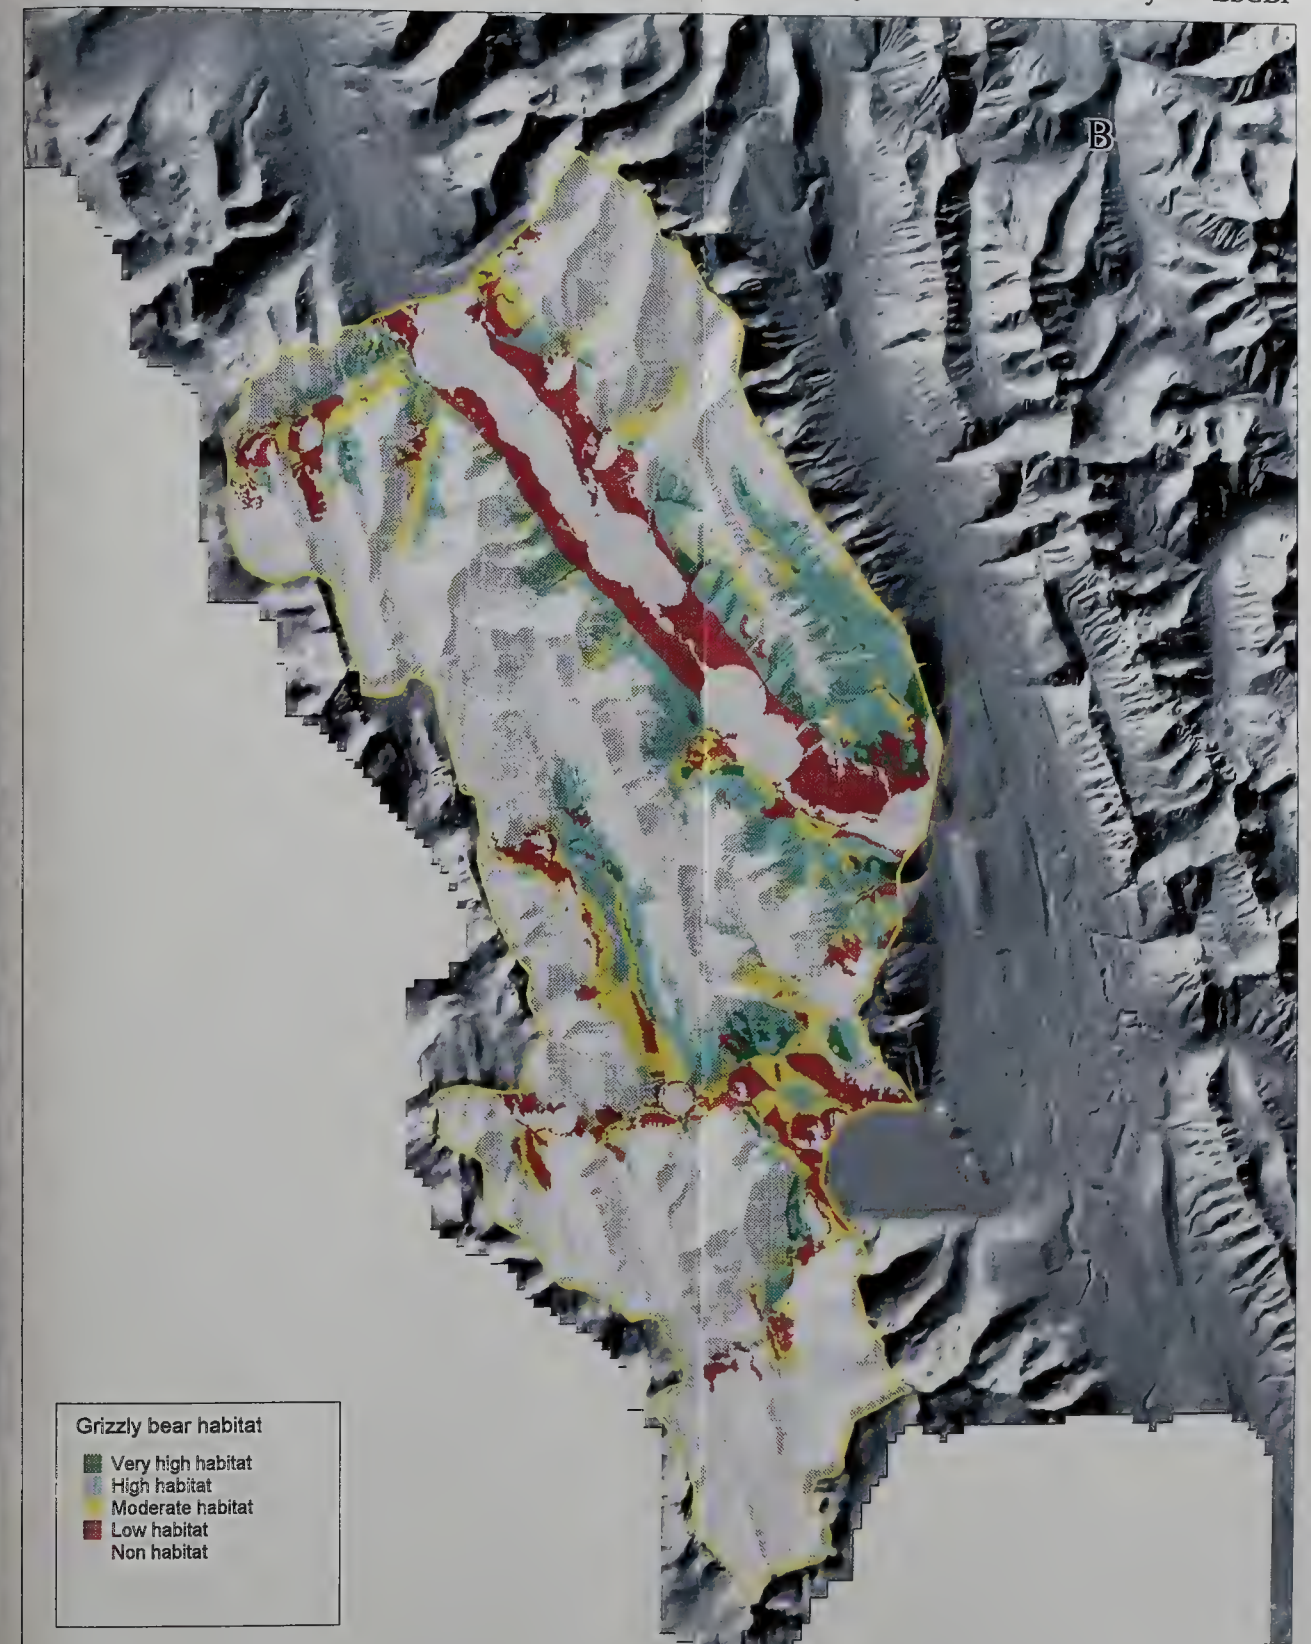 B
Grizzly bear habitat
Very high habitat
High habitat
Moderate habitat
Low habitat
Non habitat